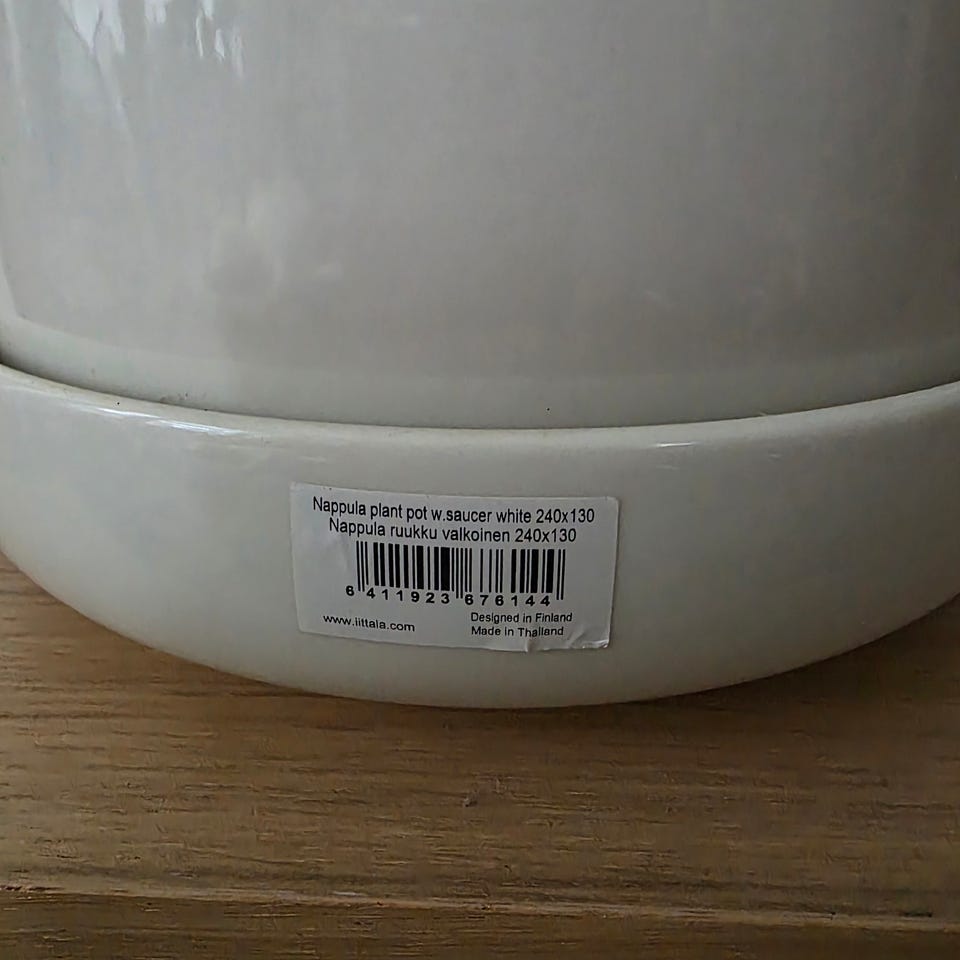 Nappula plant pot w.saucer white 240x130
Nappula ruukku valkoinen 240x130
6 411923 676144
www.iittala.com
Designed in Finland
Made in Thailand